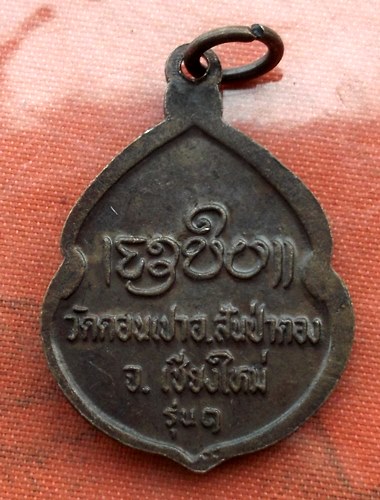 วัดดอนเปา อ.สันป่าตอง
จ. เชียงใหม่
รุ่น ๑